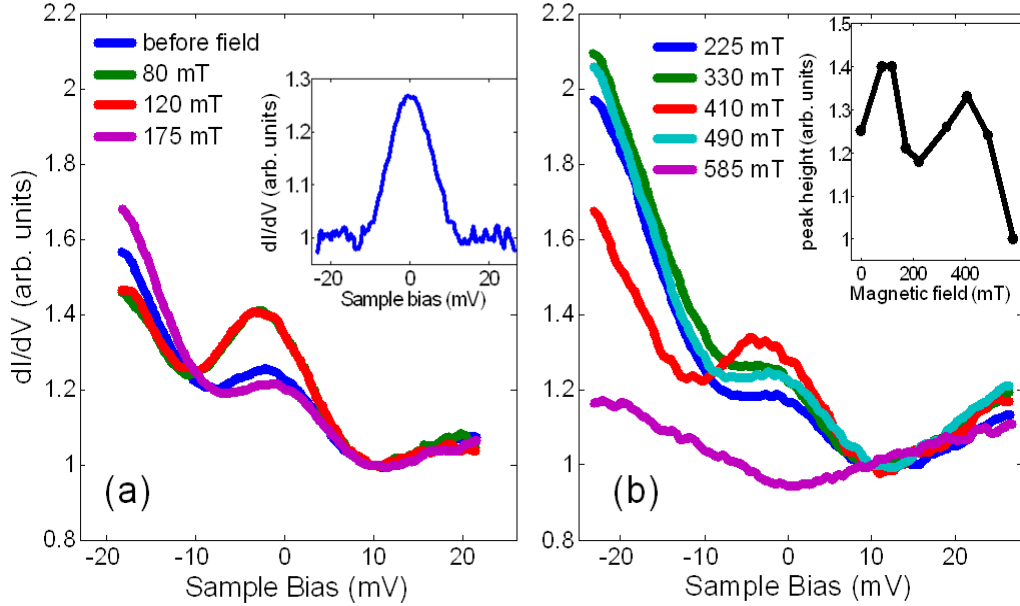 2.2
2
1.8
1.6
1.4
1.2
1
0.8
dI/dV (arb. units)
before field
80 mT
120 mT
175 mT
1.3
1.2
1.1
1
dI/dV (arb. units)
-20
0
20
Sample bias (mV)
(a)
-20
-10
0
10
20
Sample Bias (mV)
2.2
2
1.8
1.6
1.4
1.2
1
0.8
225 mT
330 mT
410 mT
490 mT
585 mT
1.5
1.4
1.3
1.2
1
peak height (arb. units)
0
200
400
Magnetic field (mT)
(b)
-20
-10
0
10
20
Sample Bias (mV)